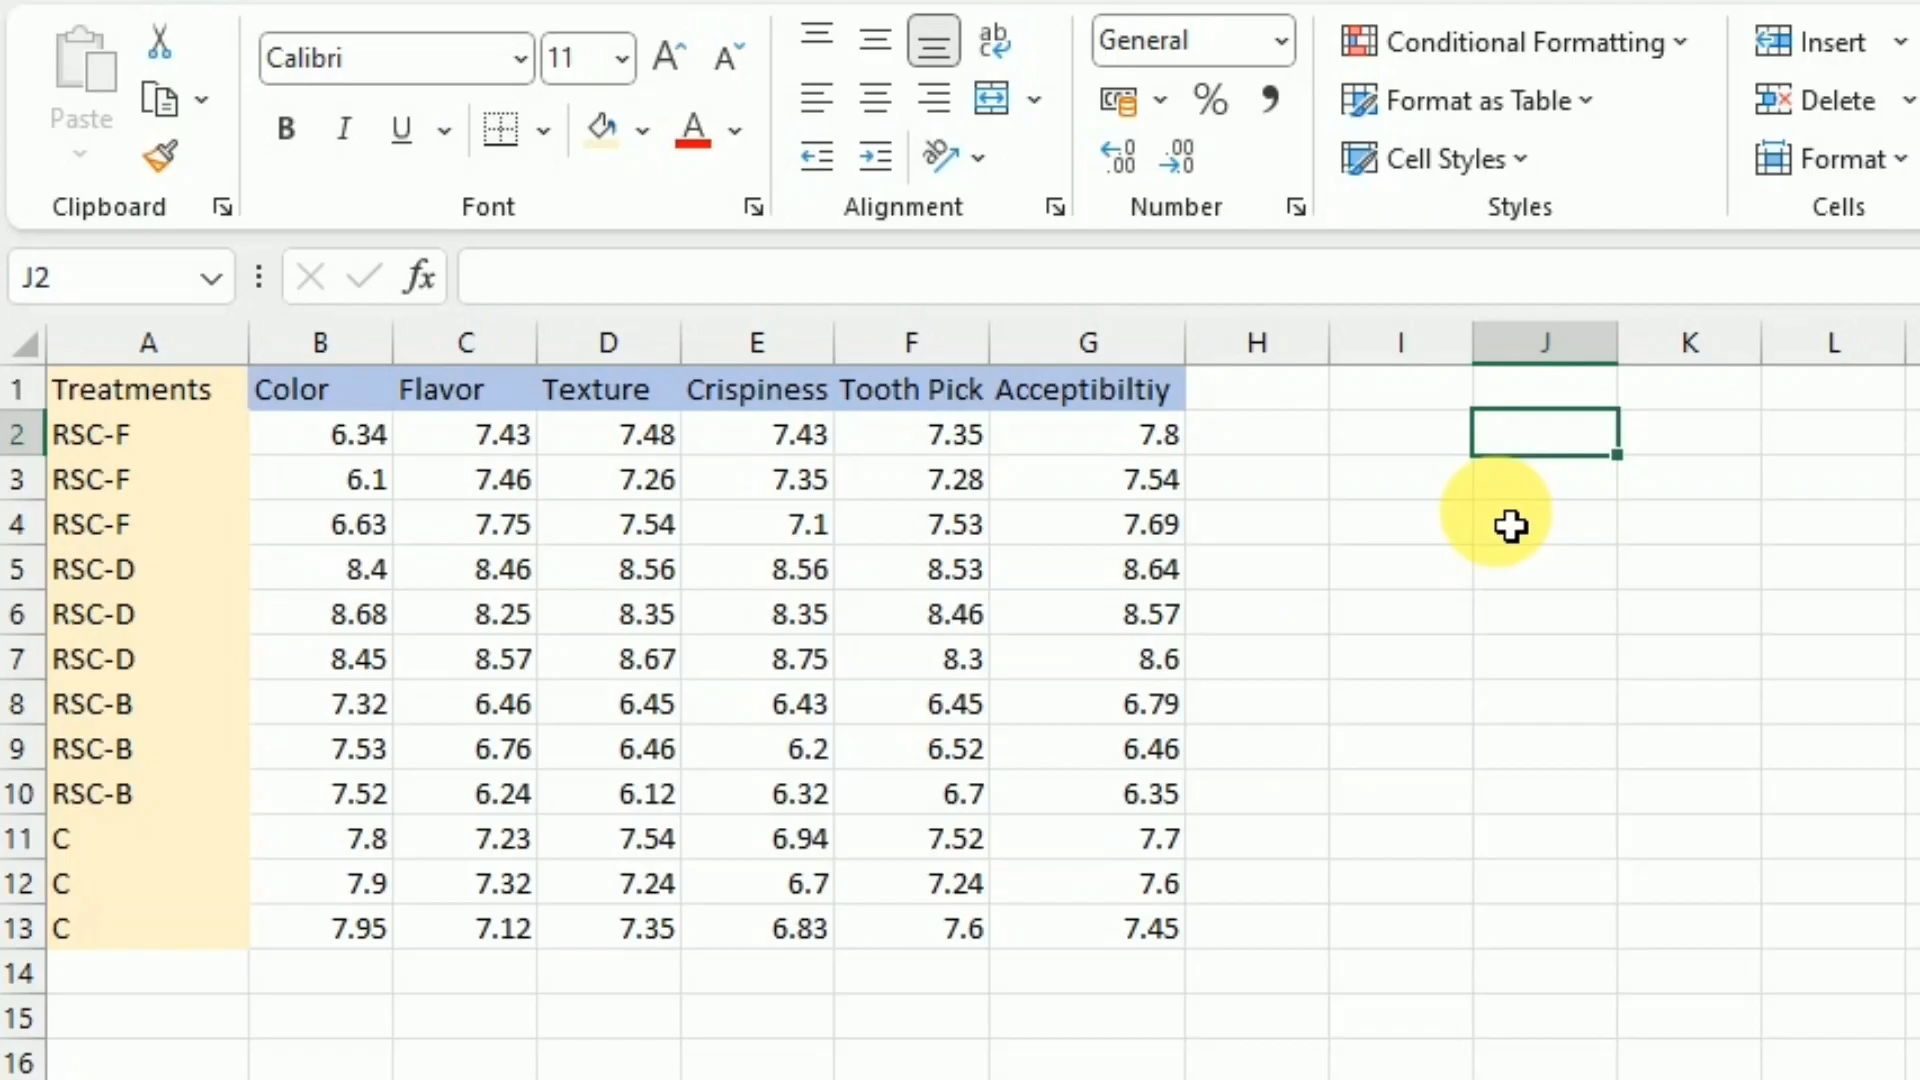 Paste
Clipboard
Calibri 11 A A
B I U A
Font
ab
c
ab
Alignment
General
% ,
0 .00
.00 0
Number
Conditional Formatting
Format as Table
Cell Styles
Styles
Insert
Delete
Format
Cells
J2 fx
A B C D E F G H I J K L
1 Treatments Color Flavor Texture Crispiness Tooth Pick Acceptibiltiy
2 RSC-F 6.34 7.43 7.48 7.43 7.35 7.8
3 RSC-F 6.1 7.46 7.26 7.35 7.28 7.54
4 RSC-F 6.63 7.75 7.54 7.1 7.53 7.69
5 RSC-D 8.4 8.46 8.56 8.56 8.53 8.64
6 RSC-D 8.68 8.25 8.35 8.35 8.46 8.57
7 RSC-D 8.45 8.57 8.67 8.75 8.3 8.6
8 RSC-B 7.32 6.46 6.45 6.43 6.45 6.79
9 RSC-B 7.53 6.76 6.46 6.2 6.52 6.46
10 RSC-B 7.52 6.24 6.12 6.32 6.7 6.35
11 C 7.8 7.23 7.54 6.94 7.52 7.7
12 C 7.9 7.32 7.24 6.7 7.24 7.6
13 C 7.95 7.12 7.35 6.83 7.6 7.45
14
15
16